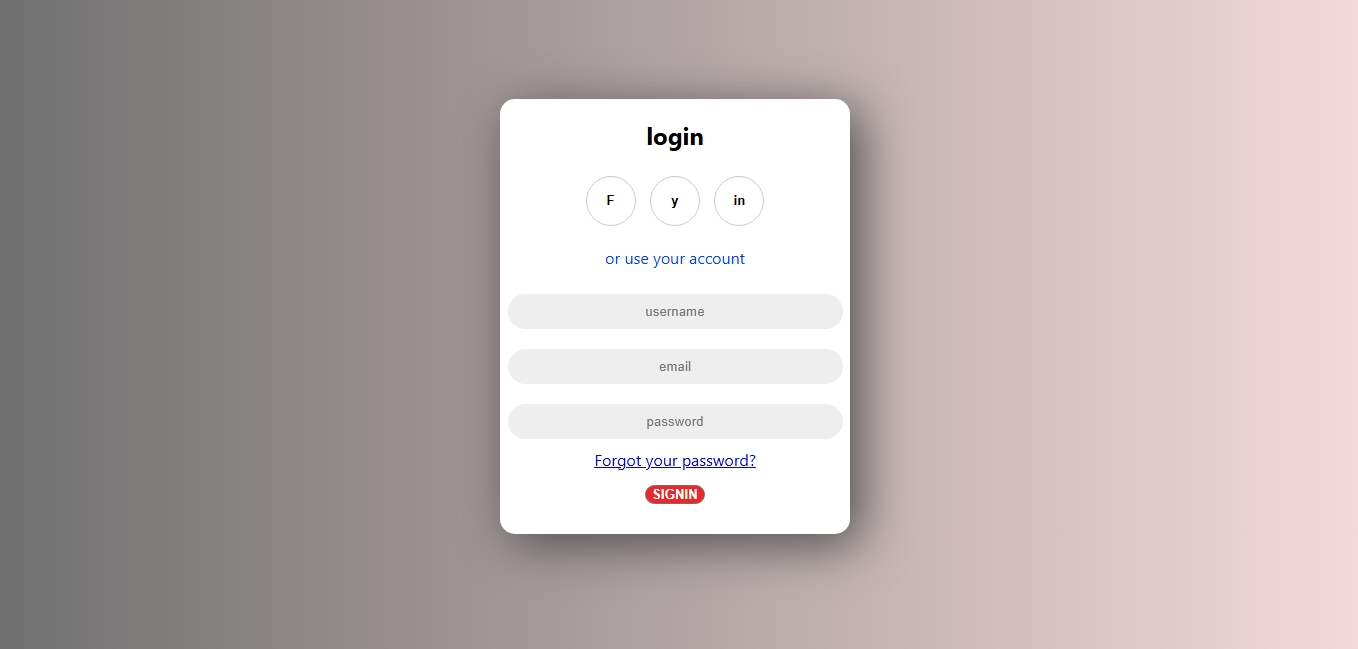 login
F y in
or use your account
username
email
password
Forgot your password?
SIGNIN